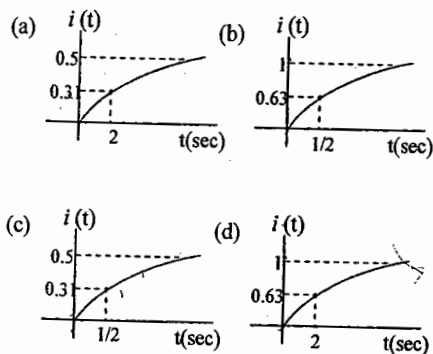 (a) i (t)
0.5
0.31
2 t(sec)
(b) i (t)
1
0.63
1/2 t(sec)
(c) i (t)
0.5
0.31
1/2 t(sec)
(d) i (t)
1
0.63
2 t(sec)